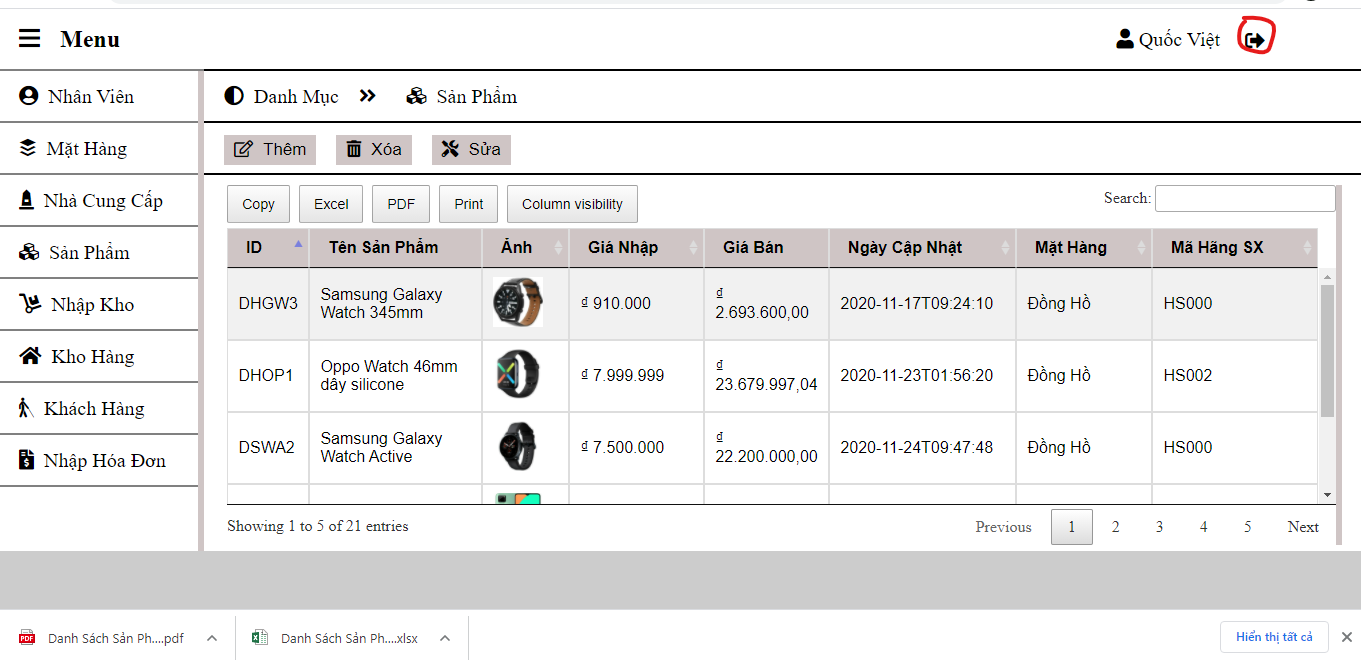 Menu
Quốc Việt
Nhân Viên
Mặt Hàng
Nhà Cung Cấp
Sản Phẩm
Nhập Kho
Kho Hàng
Khách Hàng
Nhập Hóa Đơn
Danh Mục
Sản Phẩm
Thêm Xóa Sửa
Copy Excel PDF Print Column visibility
Search:
ID Tên Sản Phẩm Ảnh Giá Nhập Giá Bán Ngày Cập Nhật Mặt Hàng Mã Hãng SX
DHGW3 Samsung Galaxy Watch 345mm ₫ 910.000 ₫ 2.693.600,00 2020-11-17T09:24:10 Đồng Hồ HS000
DHOP1 Oppo Watch 46mm dây silicone ₫ 7.999.999 ₫ 23.679.997,04 2020-11-23T01:56:20 Đồng Hồ HS002
DSWA2 Samsung Galaxy Watch Active ₫ 7.500.000 ₫ 22.200.000,00 2020-11-24T09:47:48 Đồng Hồ HS000
Showing 1 to 5 of 21 entries
Previous 1 2 3 4 5 Next
Danh Sách Sản Ph....pdf
Danh Sách Sản Ph....xlsx
Hiển thị tất cả